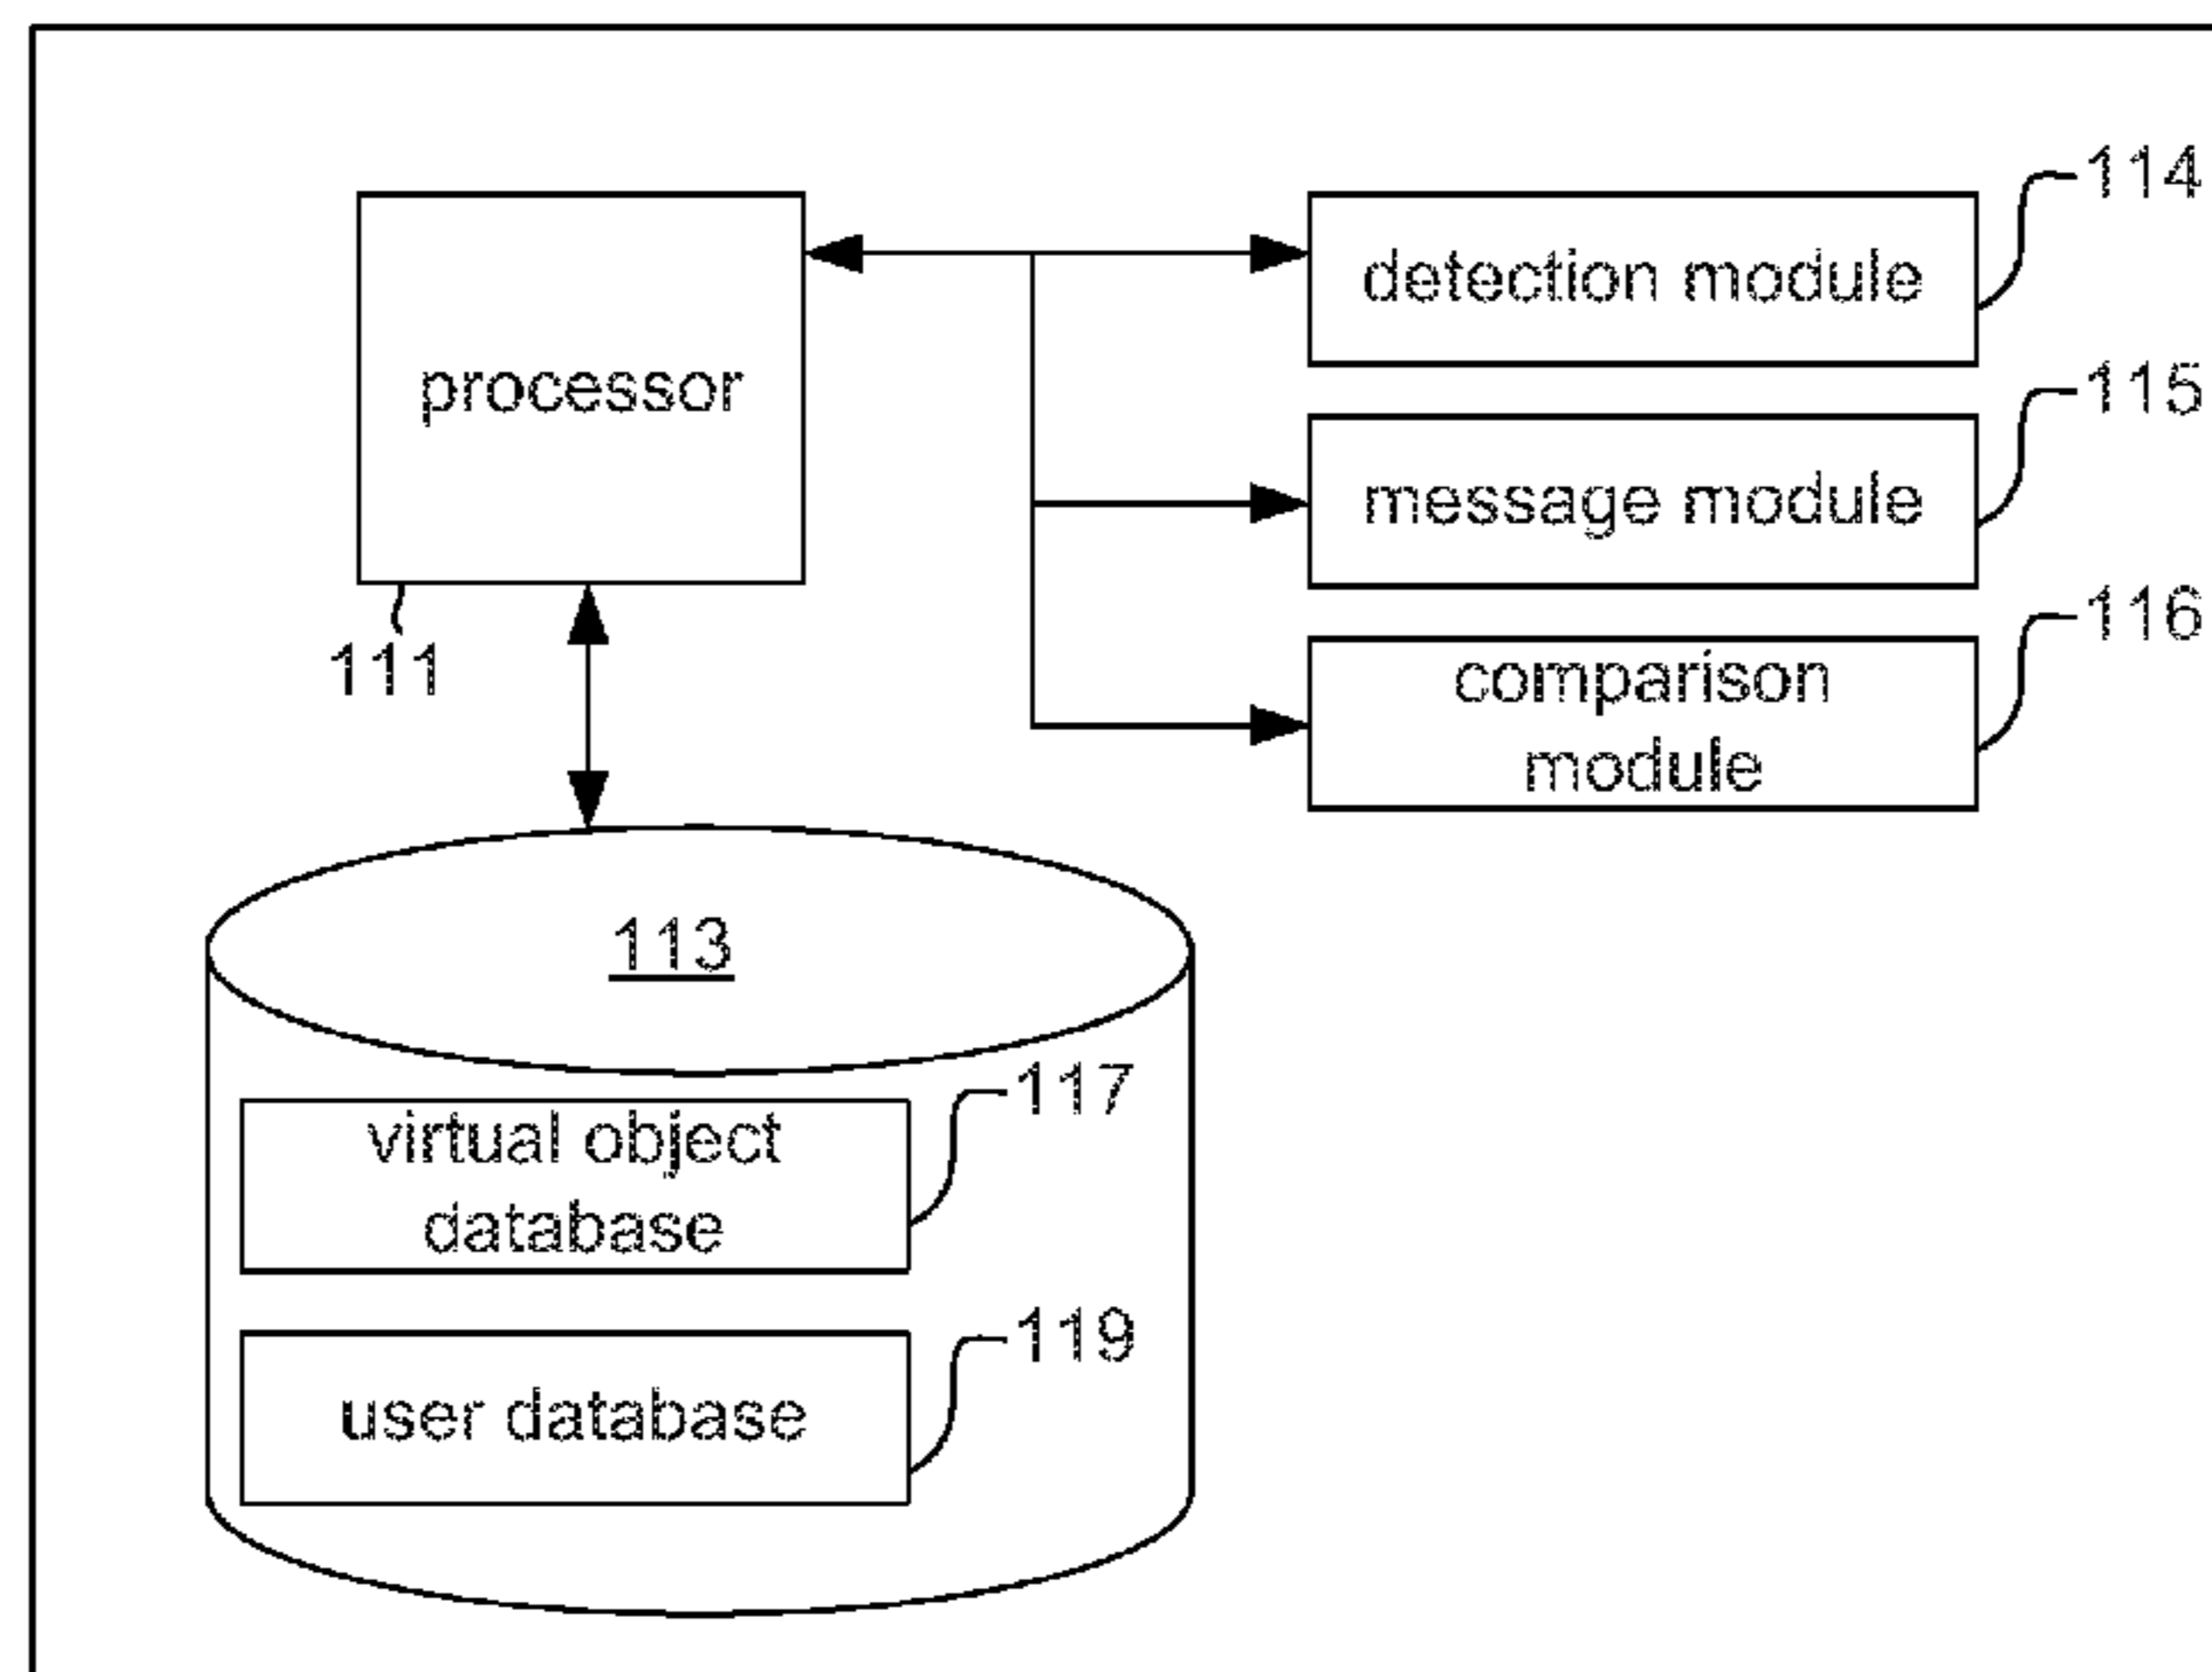 114
detection module
processor
115
message module
111
116
comparison
module
113
117
virtual object
database
119
user database